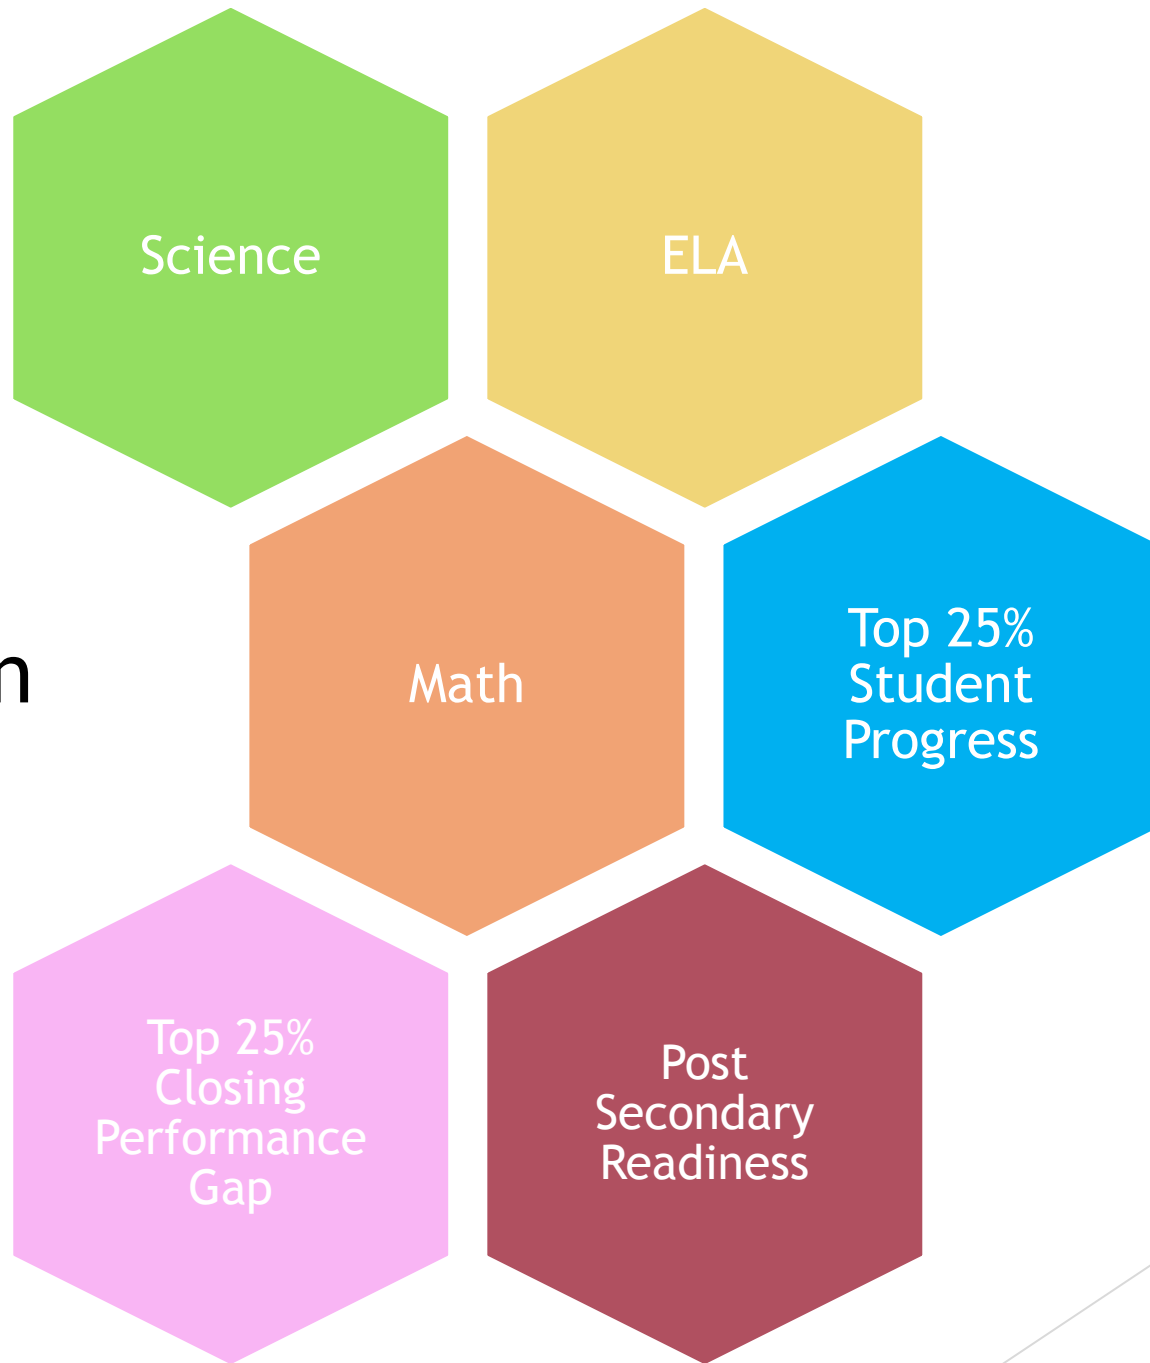 Science
ELA
Math
Top 25%
Student
Progress
Top 25%
Closing
Performance
Gap
Post
Secondary
Readiness